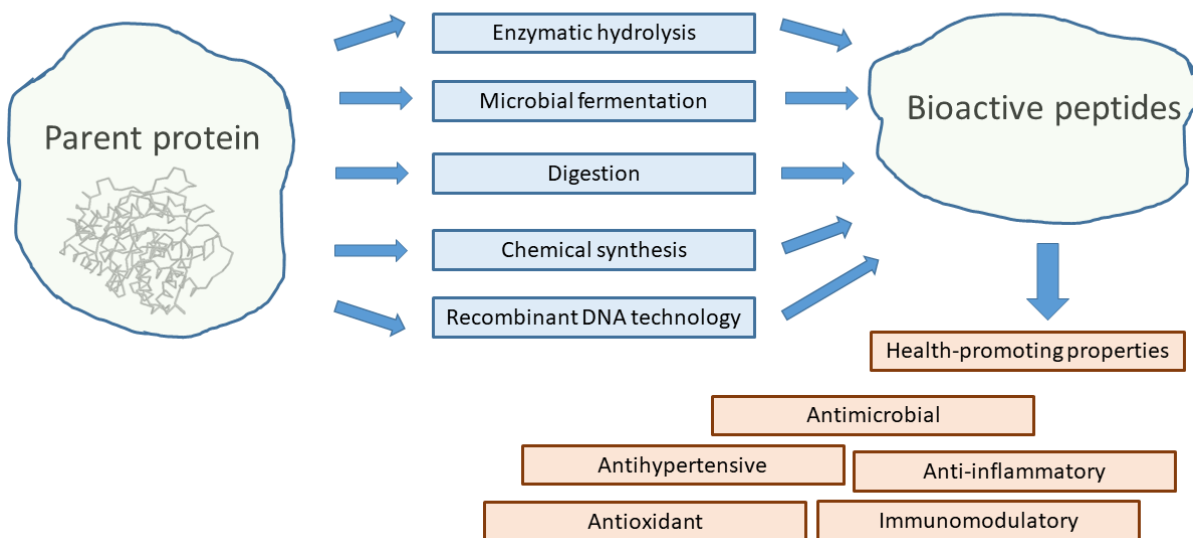 Parent protein
Enzymatic hydrolysis
Microbial fermentation
Digestion
Chemical synthesis
Recombinant DNA technology
Bioactive peptides
Health-promoting properties
Antimicrobial
Antihypertensive
Anti-inflammatory
Antioxidant
Immunomodulatory